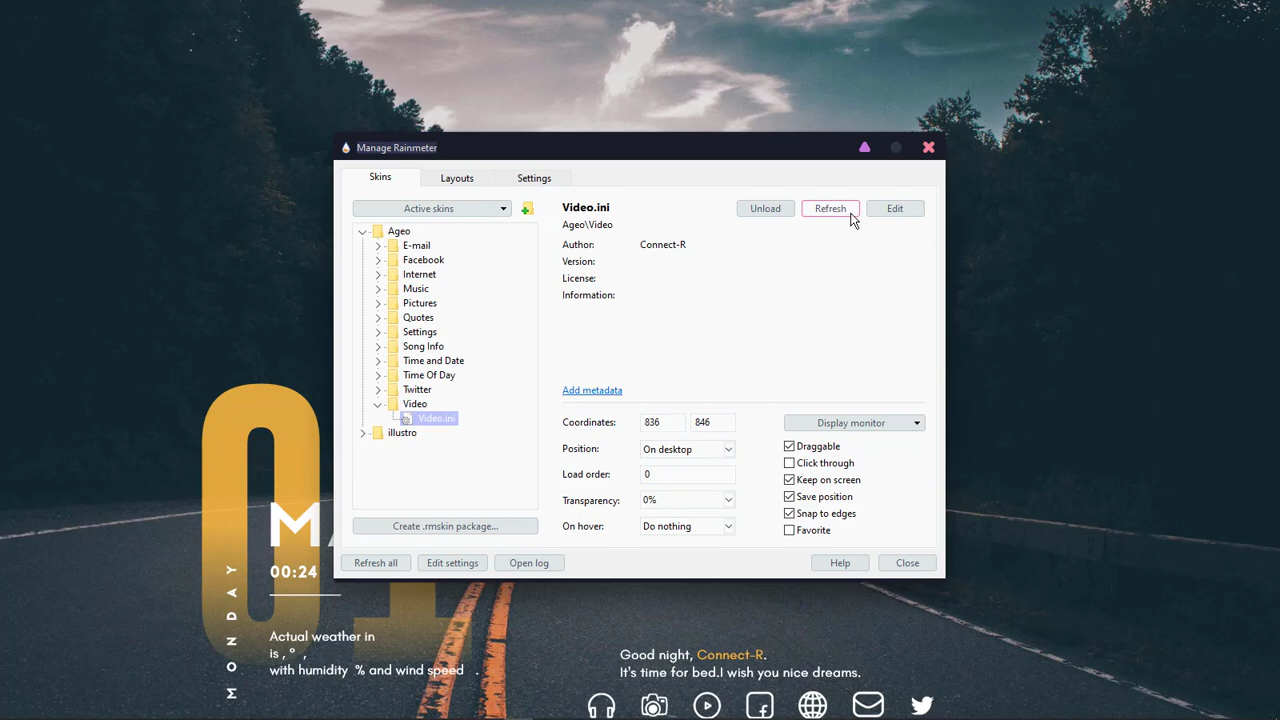 Manage Rainmeter
Skins
Layouts
Settings
Active skins
Ageo
E-mail
Facebook
Internet
Music
Pictures
Quotes
Settings
Song Info
Time and Date
Time Of Day
Twitter
Video
Video.ini
illustro
Create .rmskin package...
Video.ini
Ageo\Video
Unload
Refresh
Edit
Author: Connect-R
Version:
License:
Information:
Add metadata
Coordinates: 836 846
Position: On desktop
Load order: 0
Transparency: 0%
On hover: Do nothing
Display monitor
Draggable
Click through
Keep on screen
Save position
Snap to edges
Favorite
Refresh all
Edit settings
Open log
Help
Close
MONDAY
00:24
Actual weather in
is , ° ,
with humidity % and wind speed .
Good night, Connect-R.
It's time for bed.I wish you nice dreams.